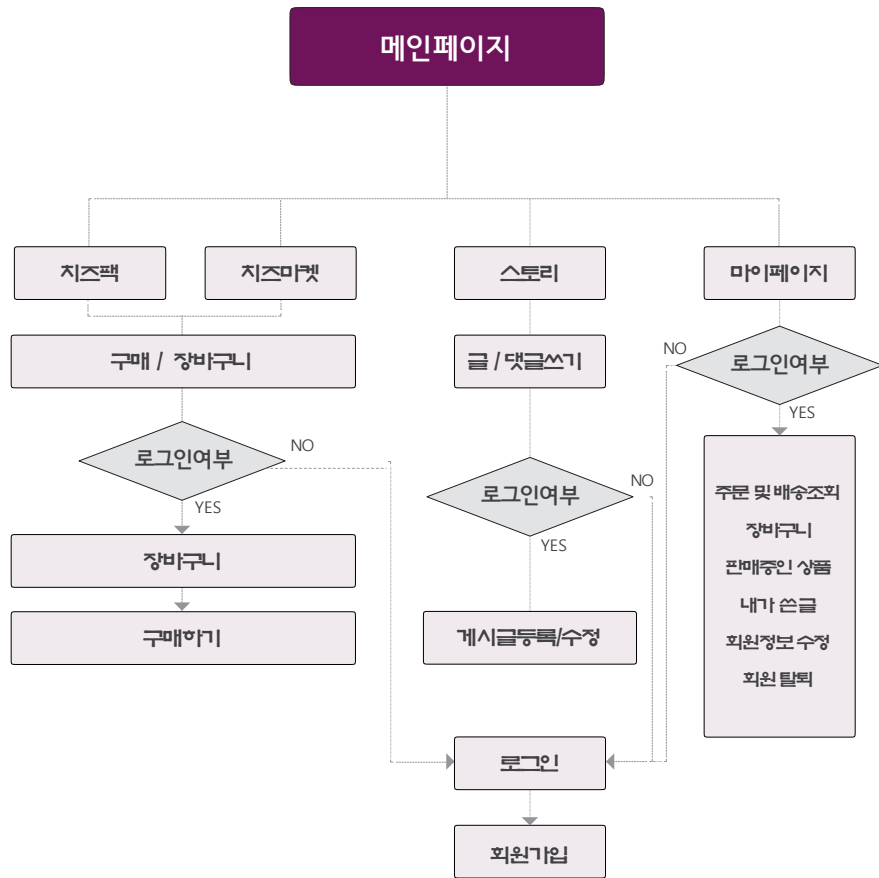 메인페이지
치즈팩
치즈마켓
스토리
마이페이지
구매 / 장바구니
글 / 댓글쓰기
로그인여부
NO
YES
로그인여부
NO
YES
로그인여부
NO
YES
장바구니
구매하기
게시글등록/수정
주문 및 배송조회
장바구니
판매중인 상품
내가 쓴글
회원정보 수정
회원 탈퇴
로그인
회원가입